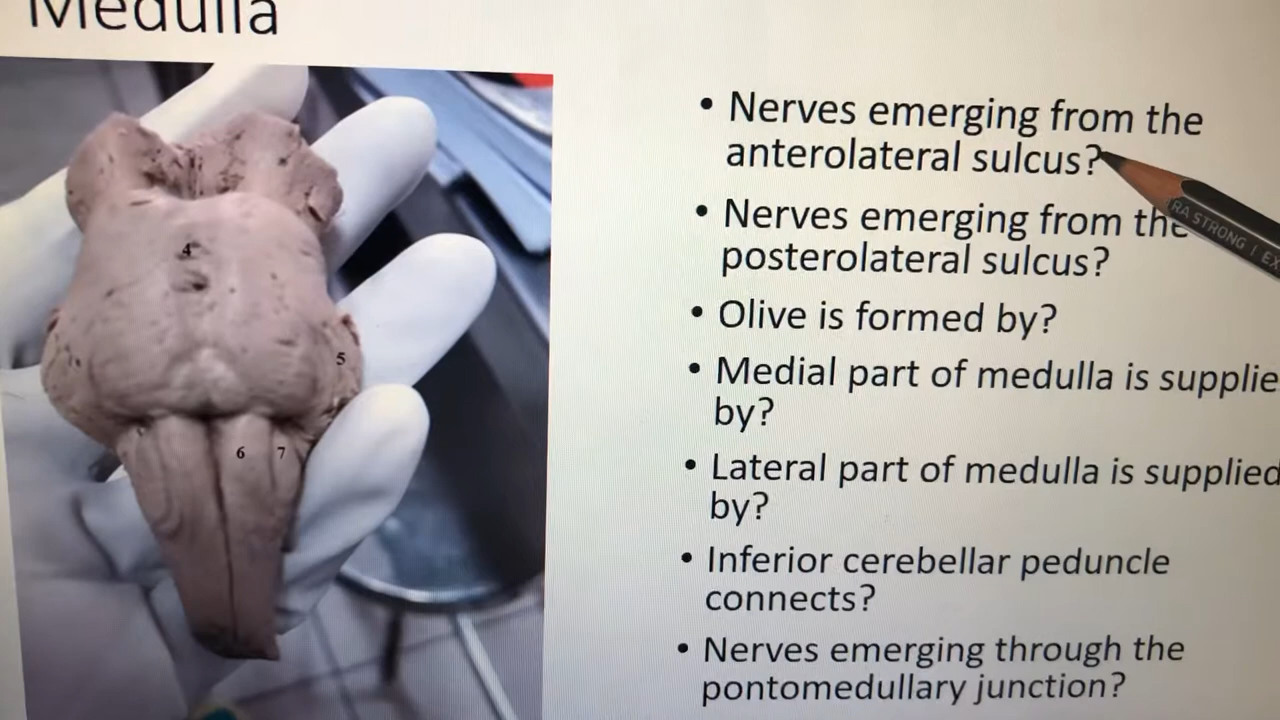 Medulla
• Nerves emerging from the
anterolateral sulcus?
• Nerves emerging from the
posterolateral sulcus?
• Olive is formed by?
• Medial part of medulla is supplie
by?
• Lateral part of medulla is supplied
by?
• Inferior cerebellar peduncle
connects?
• Nerves emerging through the
pontomedullary junction?
4
5
6 7
RA STRONG / EX